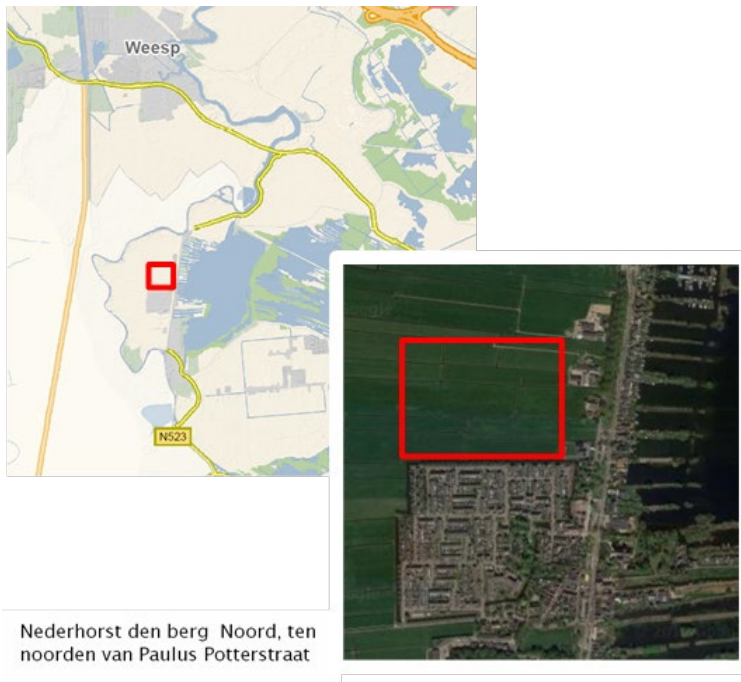 Weesp
N523
Nederhorst den berg  Noord, ten
noorden van Paulus Potterstraat